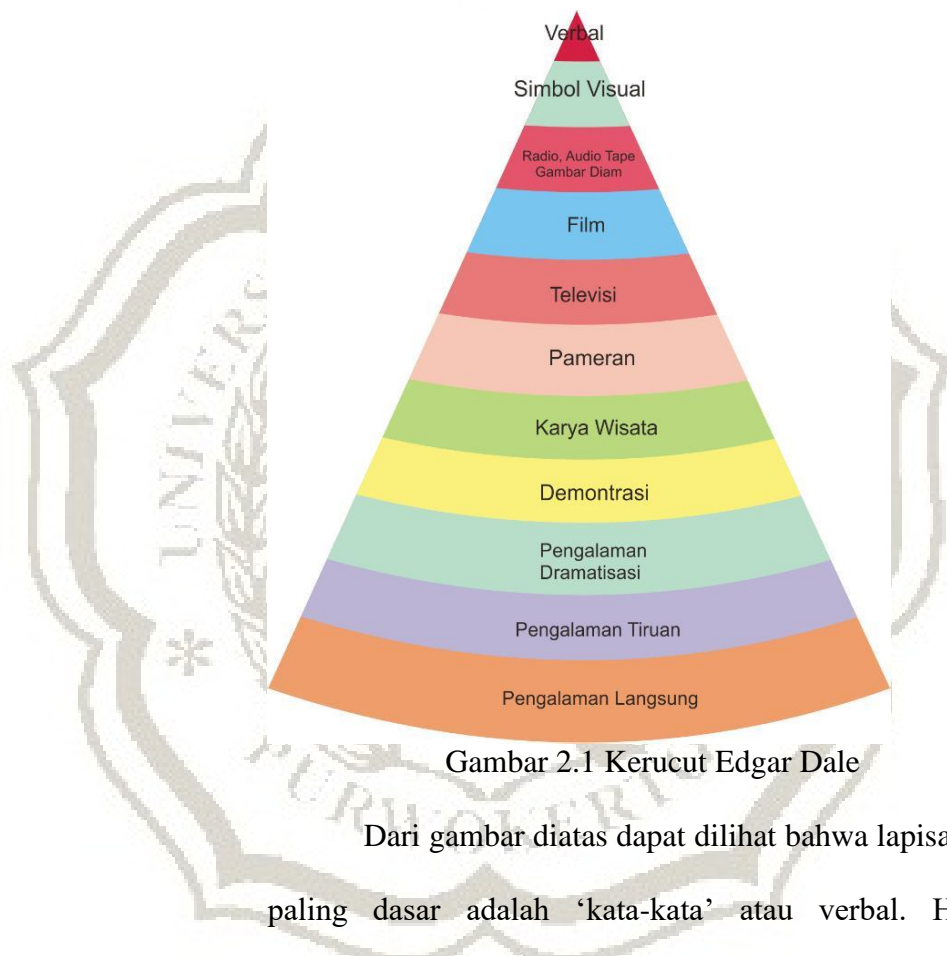 Verbal
Simbol Visual
Radio, Audio Tape
Gambar Diam
Film
Televisi
Pameran
Karya Wisata
Demontrasi
Pengalaman
Dramatisasi
Pengalaman Tiruan
Pengalaman Langsung
Gambar 2.1 Kerucut Edgar Dale
Dari gambar diatas dapat dilihat bahwa
paling dasar adalah ‘kata-kata’ atau verbal.
PURWOKERTO